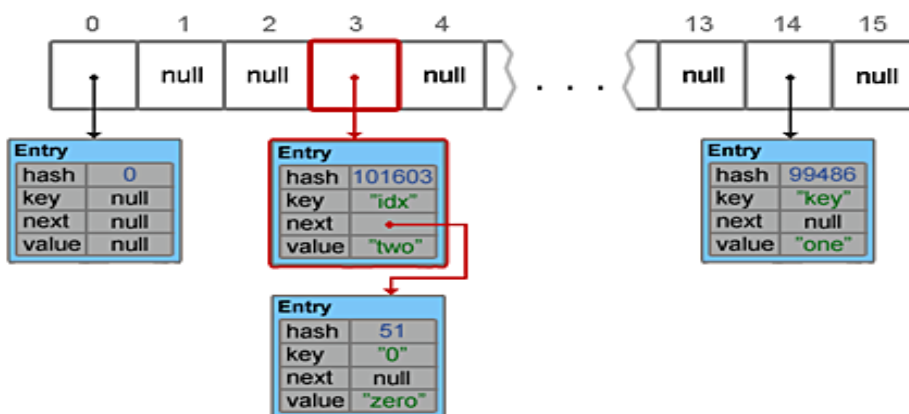 0 1 2 3 4 13 14 15
null null null . . . null null
Entry
hash 0
key null
next null
value null
Entry
hash 101603
key "idx"
next
value "two"
Entry
hash 99486
key "key"
next null
value "one"
Entry
hash 51
key "0"
next null
value "zero"